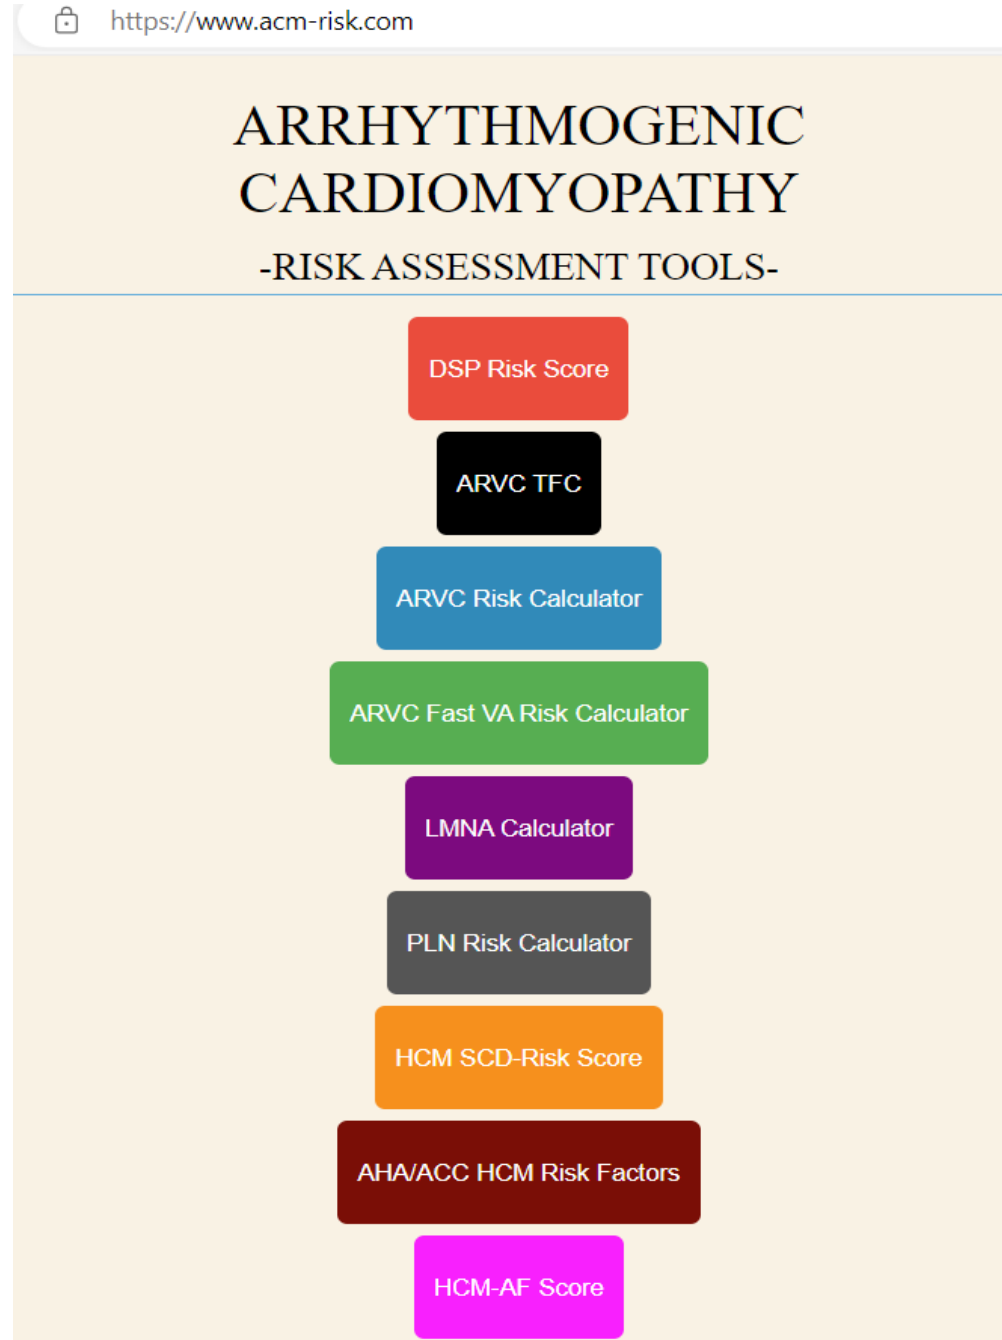 https://www.acm-risk.com
ARRHYTHMOGENIC
CARDIOMYOPATHY
-RISK ASSESSMENT TOOLS-
DSP Risk Score
ARVC TFC
ARVC Risk Calculator
ARVC Fast VA Risk Calculator
LMNA Calculator
PLN Risk Calculator
HCM SCD-Risk Score
AHA/ACC HCM Risk Factors
HCM-AF Score